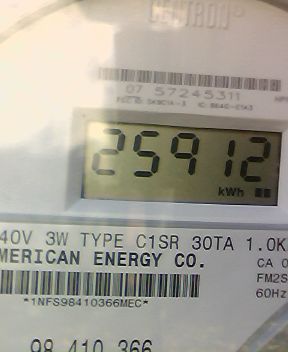 CENTRON
07 57245311
25912
kWh
40V 3W TYPE C1SR 30TA 1.0K
MERICAN ENERGY CO.
CA 0
FM2S
60Hz
*1NFS98410366MEC*
98 410 366